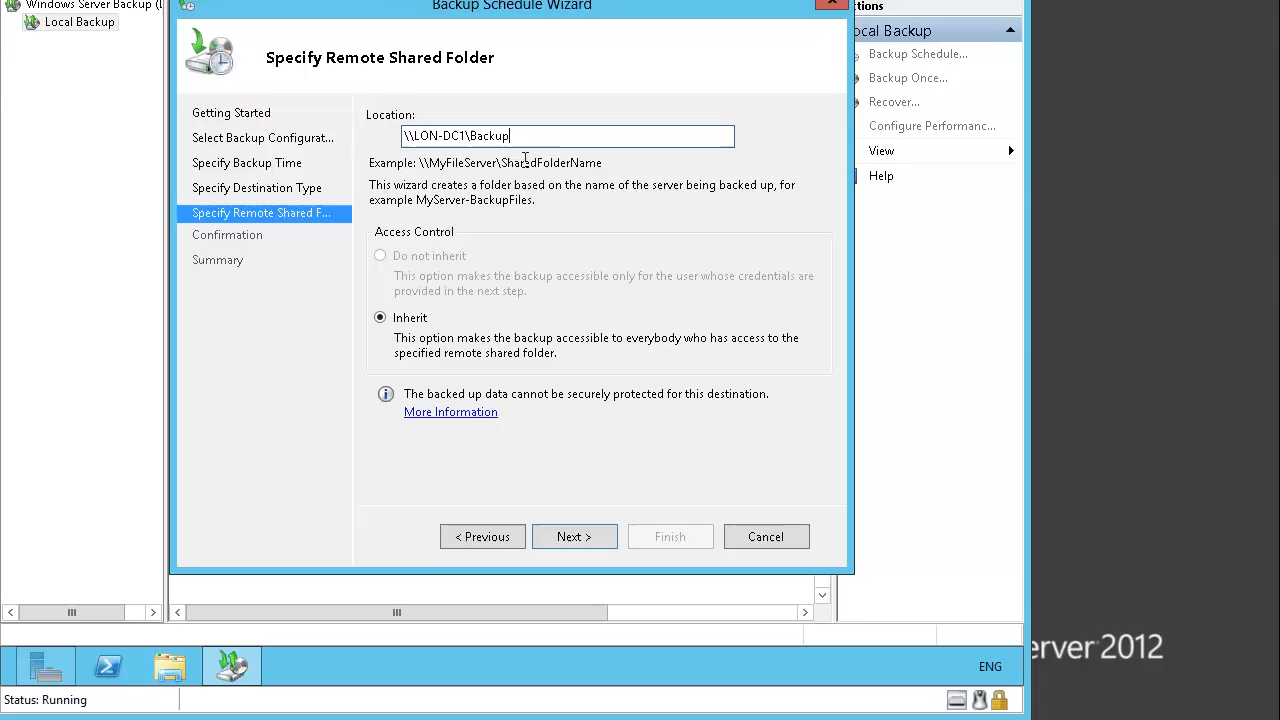 Windows Server Backup (L
Local Backup
Backup Schedule Wizard
Specify Remote Shared Folder
Getting Started
Select Backup Configurat...
Specify Backup Time
Specify Destination Type
Specify Remote Shared F...
Confirmation
Summary
Location:
\\LON-DC1\Backup
Example: \\MyFileServer\SharedFolderName
This wizard creates a folder based on the name of the server being backed up, for
example MyServer-BackupFiles.
Access Control
Do not inherit
This option makes the backup accessible only for the user whose credentials are
provided in the next step.
Inherit
This option makes the backup accessible to everybody who has access to the
specified remote shared folder.
The backed up data cannot be securely protected for this destination.
More Information
< Previous
Next >
Finish
Cancel
ctions
ocal Backup
Backup Schedule...
Backup Once...
Recover...
Configure Performa...
View
Help
erver 2012
ENG
Status: Running